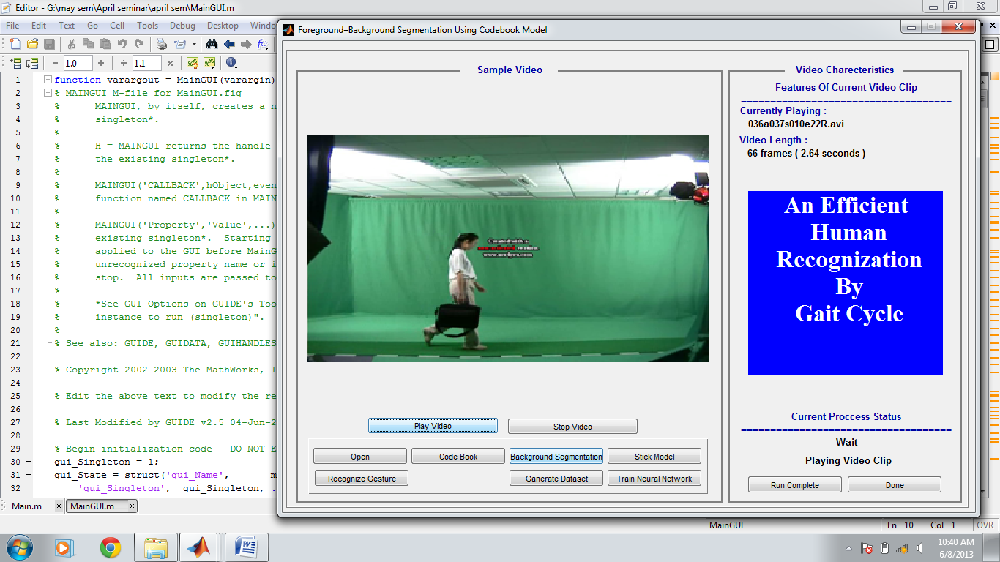 Editor - G:\may sem\April seminar\april sem\MainGUI.m
File Edit Text Go Cell Tools Debug Desktop Windo
1.0
1.1
1 function varargout = MainGUI(varargin)
2 % MAINGUI M-file for MainGUI.fig
3 % MAINGUI, by itself, creates a n
4 % singleton*.
5 %
6 % H = MAINGUI returns the handle
7 % the existing singleton*.
8 %
9 % MAINGUI('CALLBACK',hObject,even
10 % function named CALLBACK in MAIN
11 %
12 % MAINGUI('Property','Value',...)
13 % existing singleton*. Starting
14 % applied to the GUI before MainG
15 % unrecognized property name or i
16 % stop. All inputs are passed to
17 %
18 % *See GUI Options on GUIDE's Too
19 % instance to run (singleton)".
20 %
21 % See also: GUIDE, GUIDATA, GUIHANDLES
22
23 % Copyright 2002-2003 The MathWorks, I
24
25 % Edit the above text to modify the re
26
27 % Last Modified by GUIDE v2.5 04-Jun-2
28
29 % Begin initialization code - DO NOT E
30 gui_Singleton = 1;
31 gui_State = struct('gui_Name', m
32 'gui_Singleton', gui_Singleton, .
Main.m
MainGUI.m
Foreground–Background Segmentation Using Codebook Model
Sample Video
Play Video
Stop Video
Open
Code Book
Background Segmentation
Stick Model
Recognize Gesture
Ganerate Dataset
Train Neural Network
Video Charecteristics
Features Of Current Video Clip
====================================
Currently Playing :
036a037s010e22R.avi
Video Length :
66 frames ( 2.64 seconds )
An Efficient
Human
Recognization
By
Gait Cycle
Current Proccess Status
====================================
Wait
Playing Video Clip
Run Complete
Done
MainGUI
Ln 10 Col 1 OVR
10:40 AM
6/8/2013